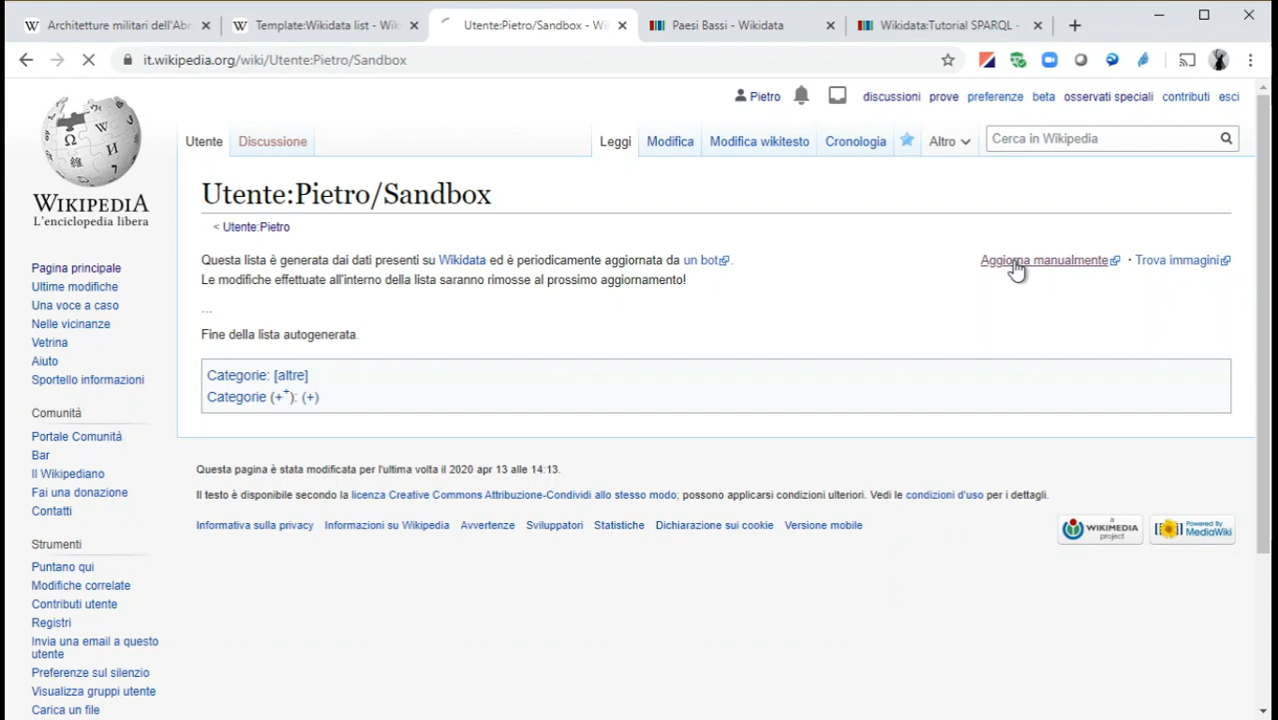 Architetture militari dell'Abr
Template:Wikidata list - Wik
Utente:Pietro/Sandbox - Wi
Paesi Bassi - Wikidata
Wikidata:Tutorial SPARQL -
it.wikipedia.org/wiki/Utente:Pietro/Sandbox
Pietro
discussioni prove preferenze beta osservati speciali contributi esci
Utente Discussione
Leggi Modifica Modifica wikitesto Cronologia Altro
Cerca in Wikipedia
WIKIPEDIA
L'enciclopedia libera
Utente:Pietro/Sandbox
< Utente:Pietro
Questa lista è generata dai dati presenti su Wikidata ed è periodicamente aggiornata da un bot.
Aggiorna manualmente · Trova immagini
Le modifiche effettuate all'interno della lista saranno rimosse al prossimo aggiornamento!
...
Fine della lista autogenerata.
Categorie: [altre]
Categorie (++): (+)
Pagina principale
Ultime modifiche
Una voce a caso
Nelle vicinanze
Vetrina
Aiuto
Sportello informazioni
Comunità
Portale Comunità
Bar
Il Wikipediano
Fai una donazione
Contatti
Strumenti
Puntano qui
Modifiche correlate
Contributi utente
Registri
Invia una email a questo
utente
Preferenze sul silenzio
Visualizza gruppi utente
Carica un file
Questa pagina è stata modificata per l'ultima volta il 2020 apr 13 alle 14:13.
Il testo è disponibile secondo la licenza Creative Commons Attribuzione-Condividi allo stesso modo; possono applicarsi condizioni ulteriori. Vedi le condizioni d'uso per i dettagli.
Informativa sulla privacy Informazioni su Wikipedia Avvertenze Sviluppatori Statistiche Dichiarazione sui cookie Versione mobile
a
WIKIMEDIA
project
Powered By
MediaWiki